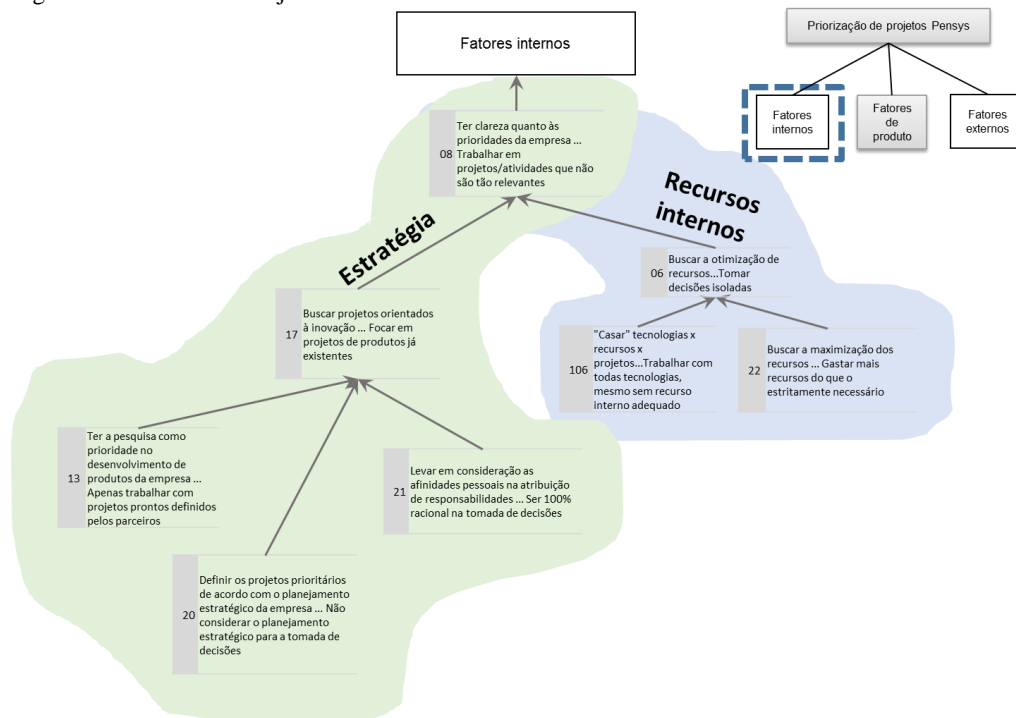 Fatores internos
Priorização de projetos Pensys
Fatores
internos
Fatores
de
produto
Fatores
externos
08
Ter clareza quanto às
prioridades da empresa ...
Trabalhar em
projetos/atividades que não
são tão relevantes
Estratégia
Recursos
internos
06
Buscar a otimização de
recursos...Tomar
decisões isoladas
17
Buscar projetos orientados
à inovação ... Focar em
projetos de produtos já
existentes
106
"Casar" tecnologias x
recursos x
projetos...Trabalhar com
todas tecnologias,
mesmo sem recurso
interno adequado
22
Buscar a maximização dos
recursos ... Gastar mais
recursos do que o
estritamente necessário
13
Ter a pesquisa como
prioridade no
desenvolvimento de
produtos da empresa ...
Apenas trabalhar com
projetos prontos definidos
pelos parceiros
21
Levar em consideração as
afinidades pessoais na atribuição
de responsabilidades ... Ser 100%
racional na tomada de decisões
20
Definir os projetos prioritários
de acordo com o planejamento
estratégico da empresa ... Não
considerar o planejamento
estratégico para a tomada de
decisões